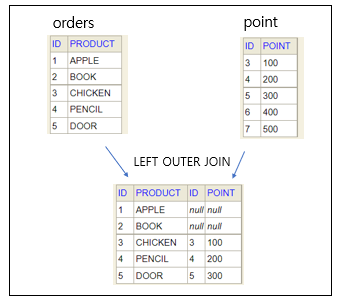 orders
ID PRODUCT
1 APPLE
2 BOOK
3 CHICKEN
4 PENCIL
5 DOOR
point
ID POINT
3 100
4 200
5 300
6 400
7 500
LEFT OUTER JOIN
ID PRODUCT ID POINT
1 APPLE null null
2 BOOK null null
3 CHICKEN 3 100
4 PENCIL 4 200
5 DOOR 5 300